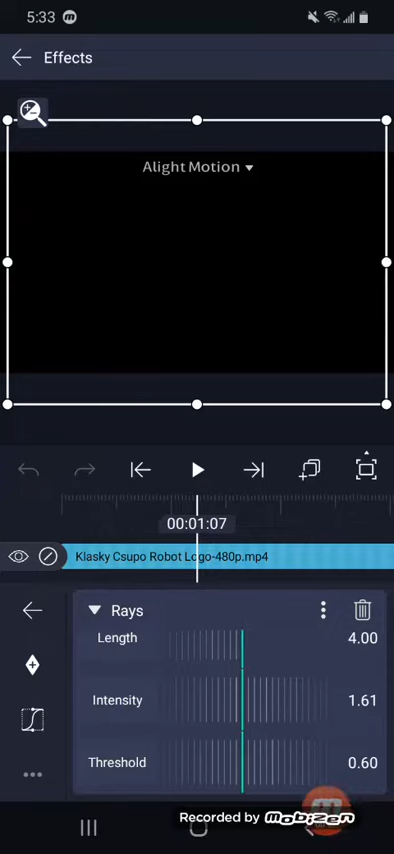 5:33
Effects
Alight Motion
00:01:07
Klasky Csupo Robot Logo-480p.mp4
Rays
Length 4.00
Intensity 1.61
Threshold 0.60
Recorded by Mobizen